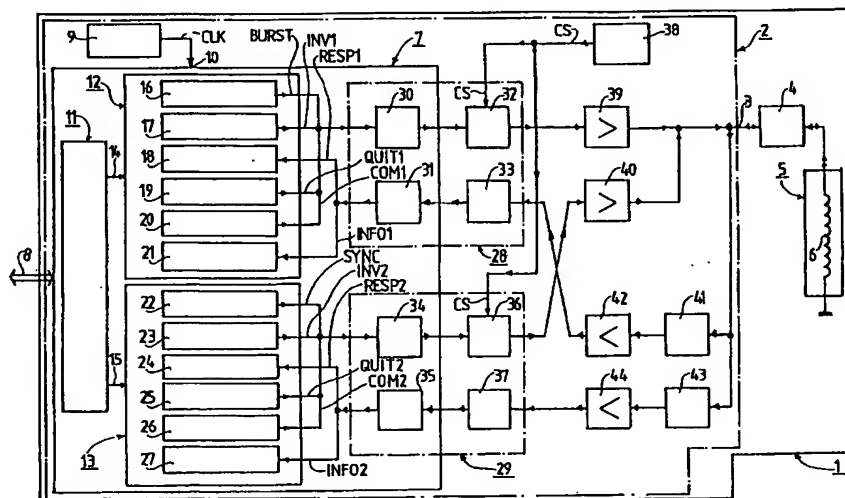 9
CLK
10
BURST
INV1
7
RESP1
CS
38
2
12
16
30
CS
32
39
3
4
11
17
14
18
QUIT1
COM1
31
33
40
5
19
20
6
21
INFO1
28
8
SYNC
INV2
RESP2
22
CS
34
36
42
41
23
24
15
25
QUIT2
COM2
35
37
44
43
26
13
27
INFO2
29
1